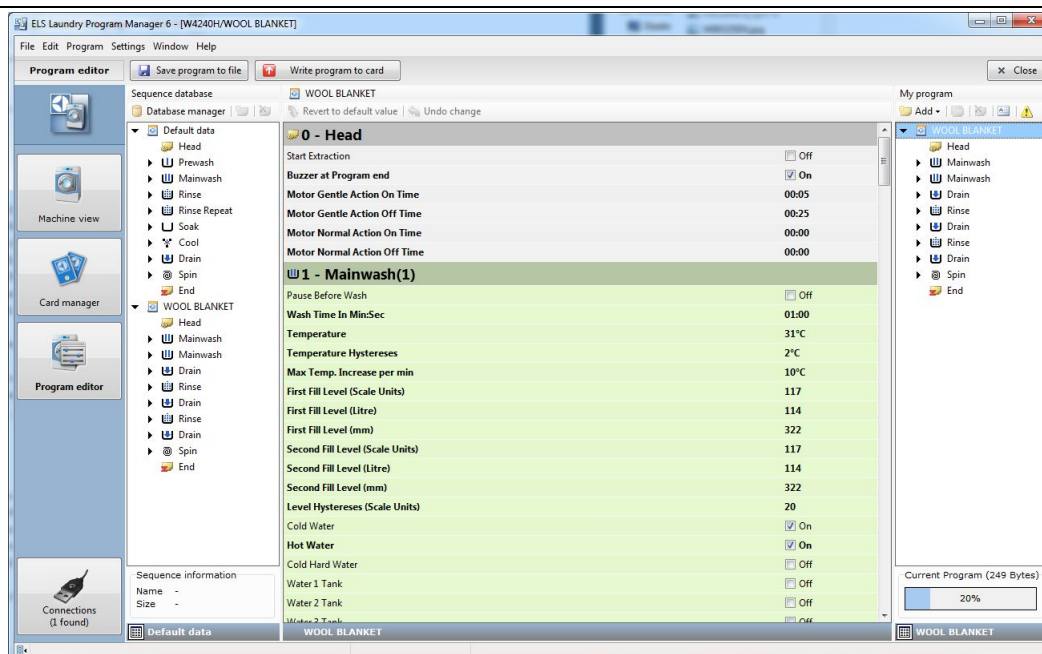 ELS Laundry Program Manager 6 - [W4240H/WOOL BLANKET]
File Edit Program Settings Window Help
Program editor
Save program to file
Write program to card
Close
Machine view
Card manager
Program editor
Connections
(1 found)
Sequence database
Database manager
Default data
Head
Prewash
Mainwash
Rinse
Rinse Repeat
Soak
Cool
Drain
Spin
End
WOOL BLANKET
Head
Mainwash
Mainwash
Drain
Rinse
Drain
Rinse
Drain
Spin
End
Sequence information
Name -
Size -
Default data
WOOL BLANKET
Revert to default value Undo change
0 - Head
Start Extraction Off
Buzzer at Program end On
Motor Gentle Action On Time 00:05
Motor Gentle Action Off Time 00:25
Motor Normal Action On Time 00:00
Motor Normal Action Off Time 00:00
1 - Mainwash(1)
Pause Before Wash Off
Wash Time In Min:Sec 01:00
Temperature 31°C
Temperature Hystereses 2°C
Max Temp. Increase per min 10°C
First Fill Level (Scale Units) 117
First Fill Level (Litre) 114
First Fill Level (mm) 322
Second Fill Level (Scale Units) 117
Second Fill Level (Litre) 114
Second Fill Level (mm) 322
Level Hystereses (Scale Units) 20
Cold Water On
Hot Water On
Cold Hard Water Off
Water 1 Tank Off
Water 2 Tank Off
Water 3 Tank Off
WOOL BLANKET
My program
Add
WOOL BLANKET
Head
Mainwash
Mainwash
Drain
Rinse
Drain
Rinse
Drain
Spin
End
Current Program (249 Bytes)
20%
WOOL BLANKET